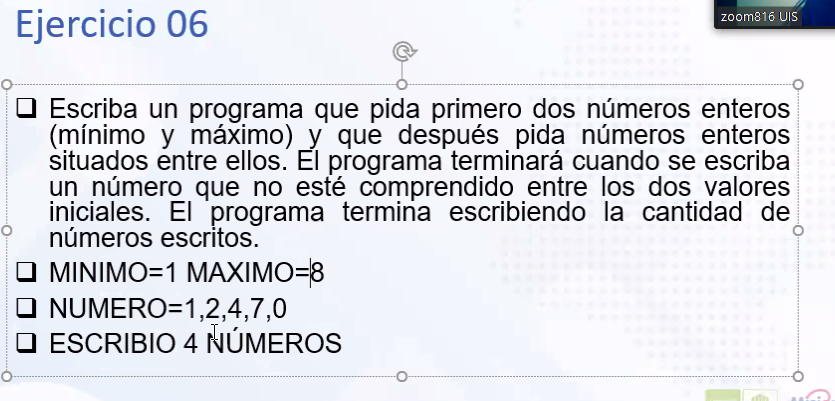 Ejercicio 06
zoom816 UIS
Escriba un programa que pida primero dos números enteros
(mínimo y máximo) y que después pida números enteros
situados entre ellos. El programa terminará cuando se escriba
un número que no esté comprendido entre los dos valores
iniciales. El programa termina escribiendo la cantidad de
números escritos.
MINIMO=1 MAXIMO=8
NUMERO=1,2,4,7,0
ESCRIBIO 4 NÚMEROS